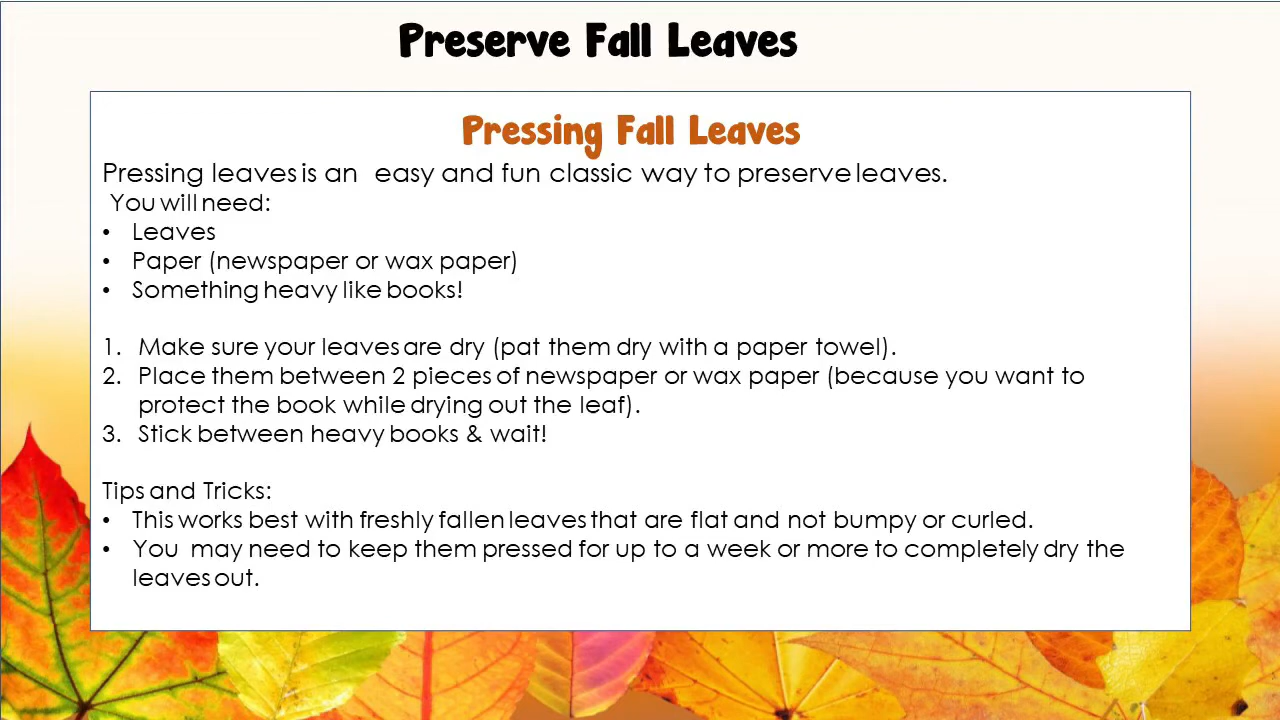 Preserve Fall Leaves
Pressing Fall Leaves
Pressing leaves is an easy and fun classic way to preserve leaves.
You will need:
• Leaves
• Paper (newspaper or wax paper)
• Something heavy like books!
1. Make sure your leaves are dry (pat them dry with a paper towel).
2. Place them between 2 pieces of newspaper or wax paper (because you want to
protect the book while drying out the leaf).
3. Stick between heavy books & wait!
Tips and Tricks:
• This works best with freshly fallen leaves that are flat and not bumpy or curled.
• You may need to keep them pressed for up to a week or more to completely dry the
leaves out.